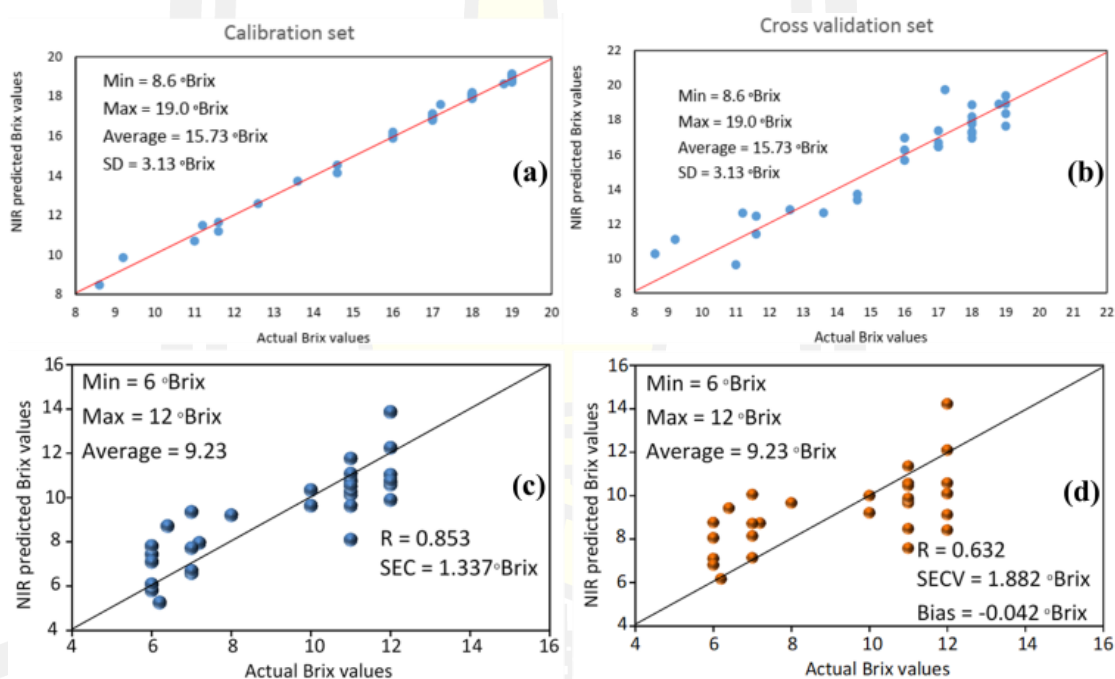 Calibration set
20
18
16
14
12
10
8
NIR predicted Brix values
Min = 8.6 °Brix
Max = 19.0 °Brix
Average = 15.73 °Brix
SD = 3.13 °Brix
(a)
8 9 10 11 12 13 14 15 16 17 18 19 20
Actual Brix values
Cross validation set
22
20
18
16
14
12
10
8
NIR predicted Brix values
Min = 8.6 °Brix
Max = 19.0 °Brix
Average = 15.73 °Brix
SD = 3.13 °Brix
(b)
8 9 10 11 12 13 14 15 16 17 18 19 20 21 22
Actual Brix values
16
14
12
10
8
6
4
NIR predicted Brix values
Min = 6 °Brix
Max = 12 °Brix
Average = 9.23
(c)
R = 0.853
SEC = 1.337°Brix
4 6 8 10 12 14 16
Actual Brix values
16
14
12
10
8
6
4
NIR predicted Brix values
Min = 6 °Brix
Max = 12 °Brix
Average = 9.23 °Brix
(d)
R = 0.632
SECV = 1.882 °Brix
Bias = -0.042 °Brix
4 6 8 10 12 14 16
Actual Brix values